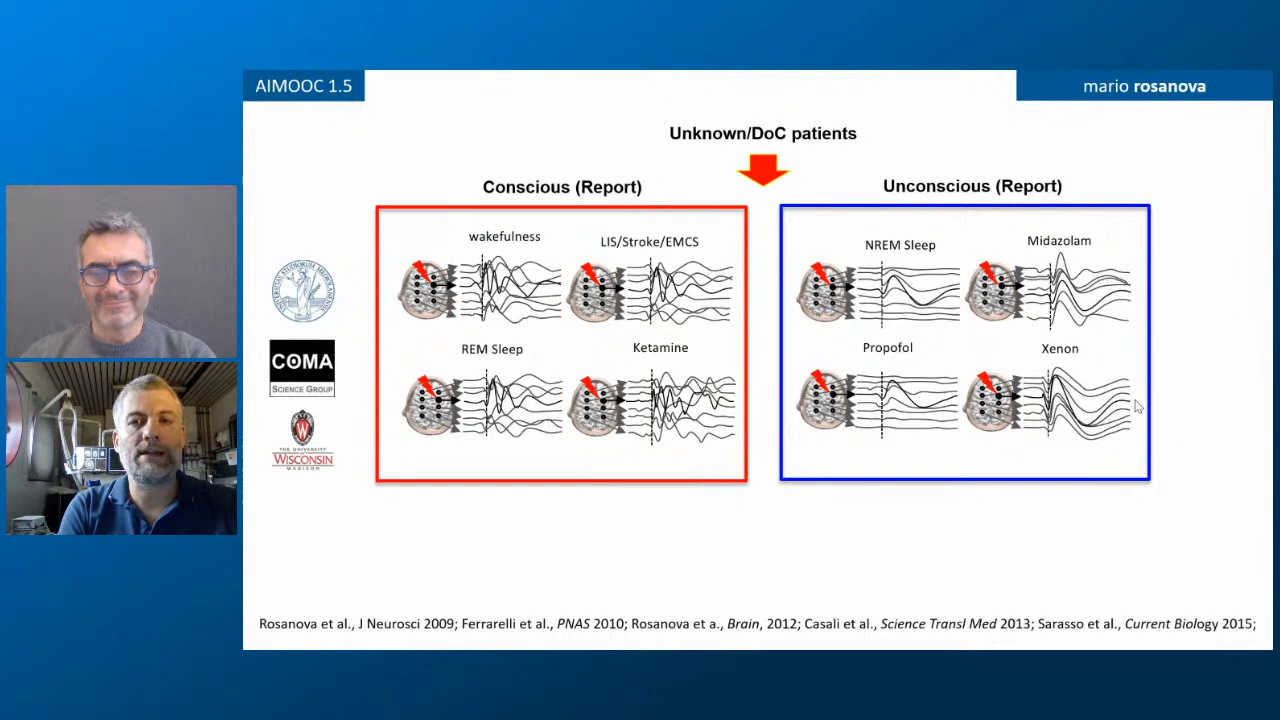 AIMOOC 1.5
mario rosanova
Unknown/DoC patients
Conscious (Report)
Unconscious (Report)
wakefulness
LIS/Stroke/EMCS
NREM Sleep
Midazolam
REM Sleep
Ketamine
Propofol
Xenon
COMA
SCIENCE GROUP
THE UNIVERSITY
WISCONSIN
MADISON
Rosanova et al., J Neurosci 2009; Ferrarelli et al., PNAS 2010; Rosanova et a., Brain, 2012; Casali et al., Science Transl Med 2013; Sarasso et al., Current Biology 2015;